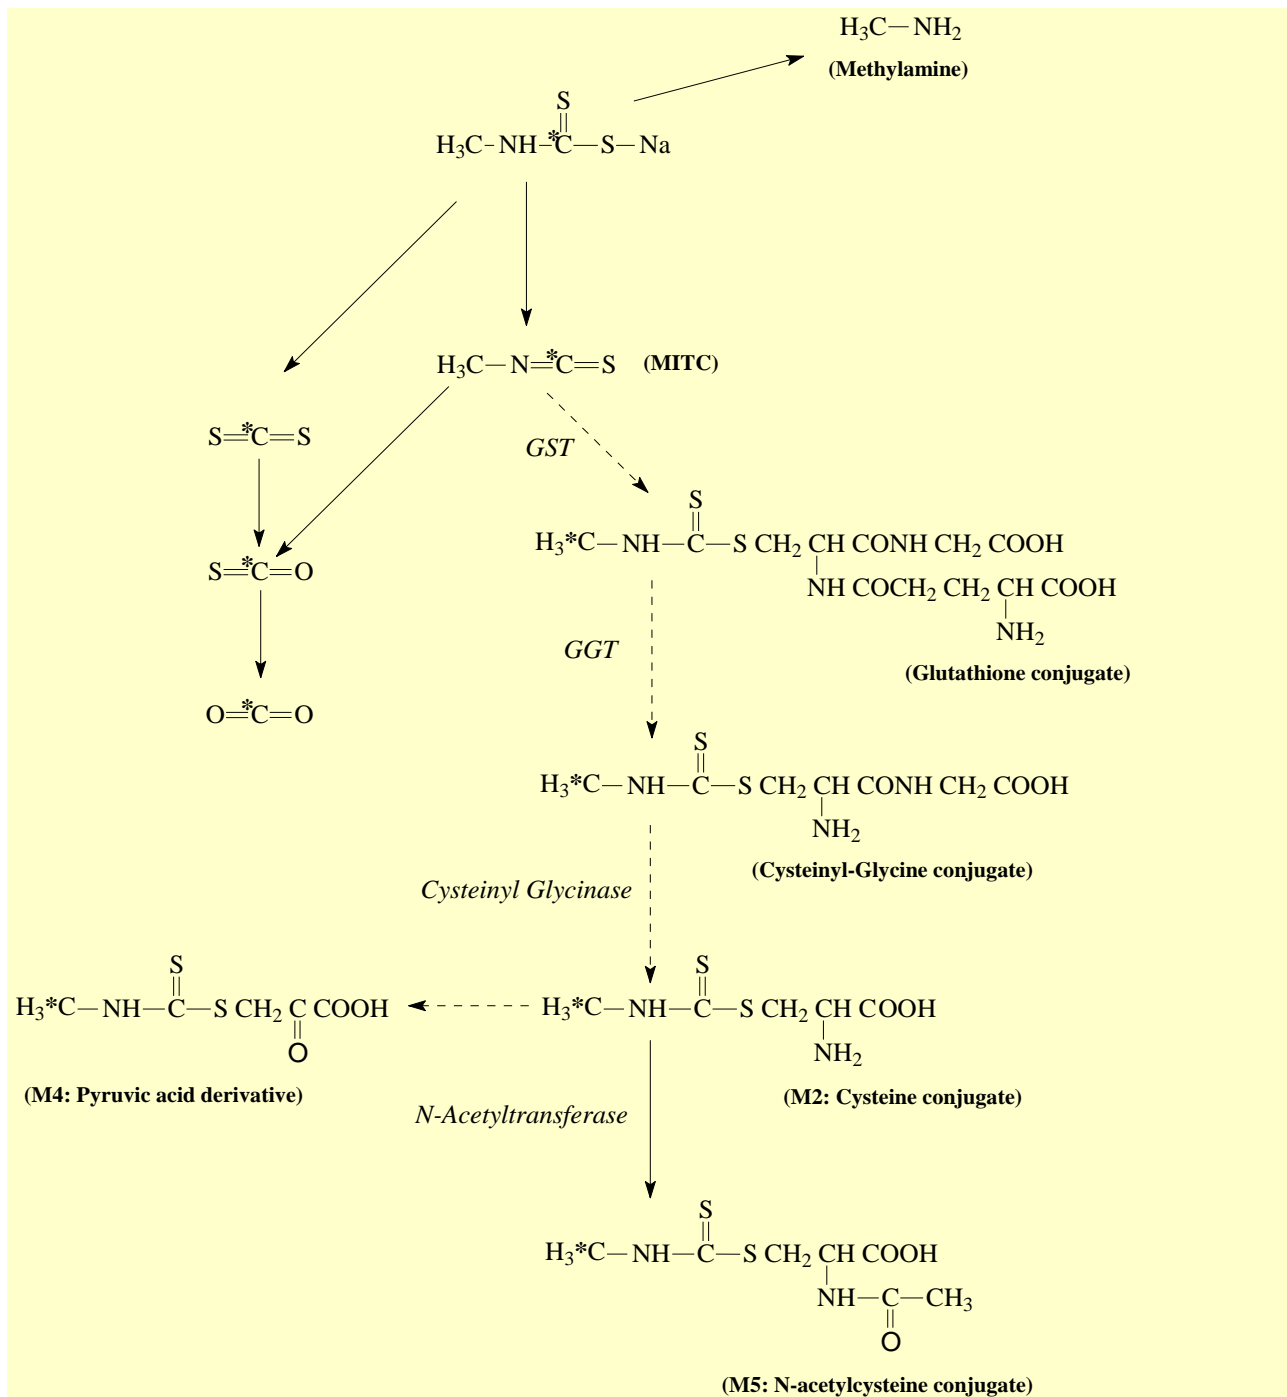 H3C—NH2
(Methylamine)
S
H3C-NH-*C—S—Na
H3C—N=*C=S (MITC)
S=*C=S
GST
S
H3*C—NH—C—S CH2 CH CONH CH2 COOH
S=*C=O
NH COCH2 CH2 CH COOH
NH2
GGT
(Glutathione conjugate)
O=*C=O
S
H3*C—NH—C—S CH2 CH CONH CH2 COOH
NH2
(Cysteinyl-Glycine conjugate)
Cysteinyl Glycinase
S
S
H3*C—NH—C—S CH2 C COOH
H3*C—NH—C—S CH2 CH COOH
O
NH2
(M4: Pyruvic acid derivative)
(M2: Cysteine conjugate)
N-Acetyltransferase
S
H3*C—NH—C—S CH2 CH COOH
NH—C—CH3
O
(M5: N-acetylcysteine conjugate)